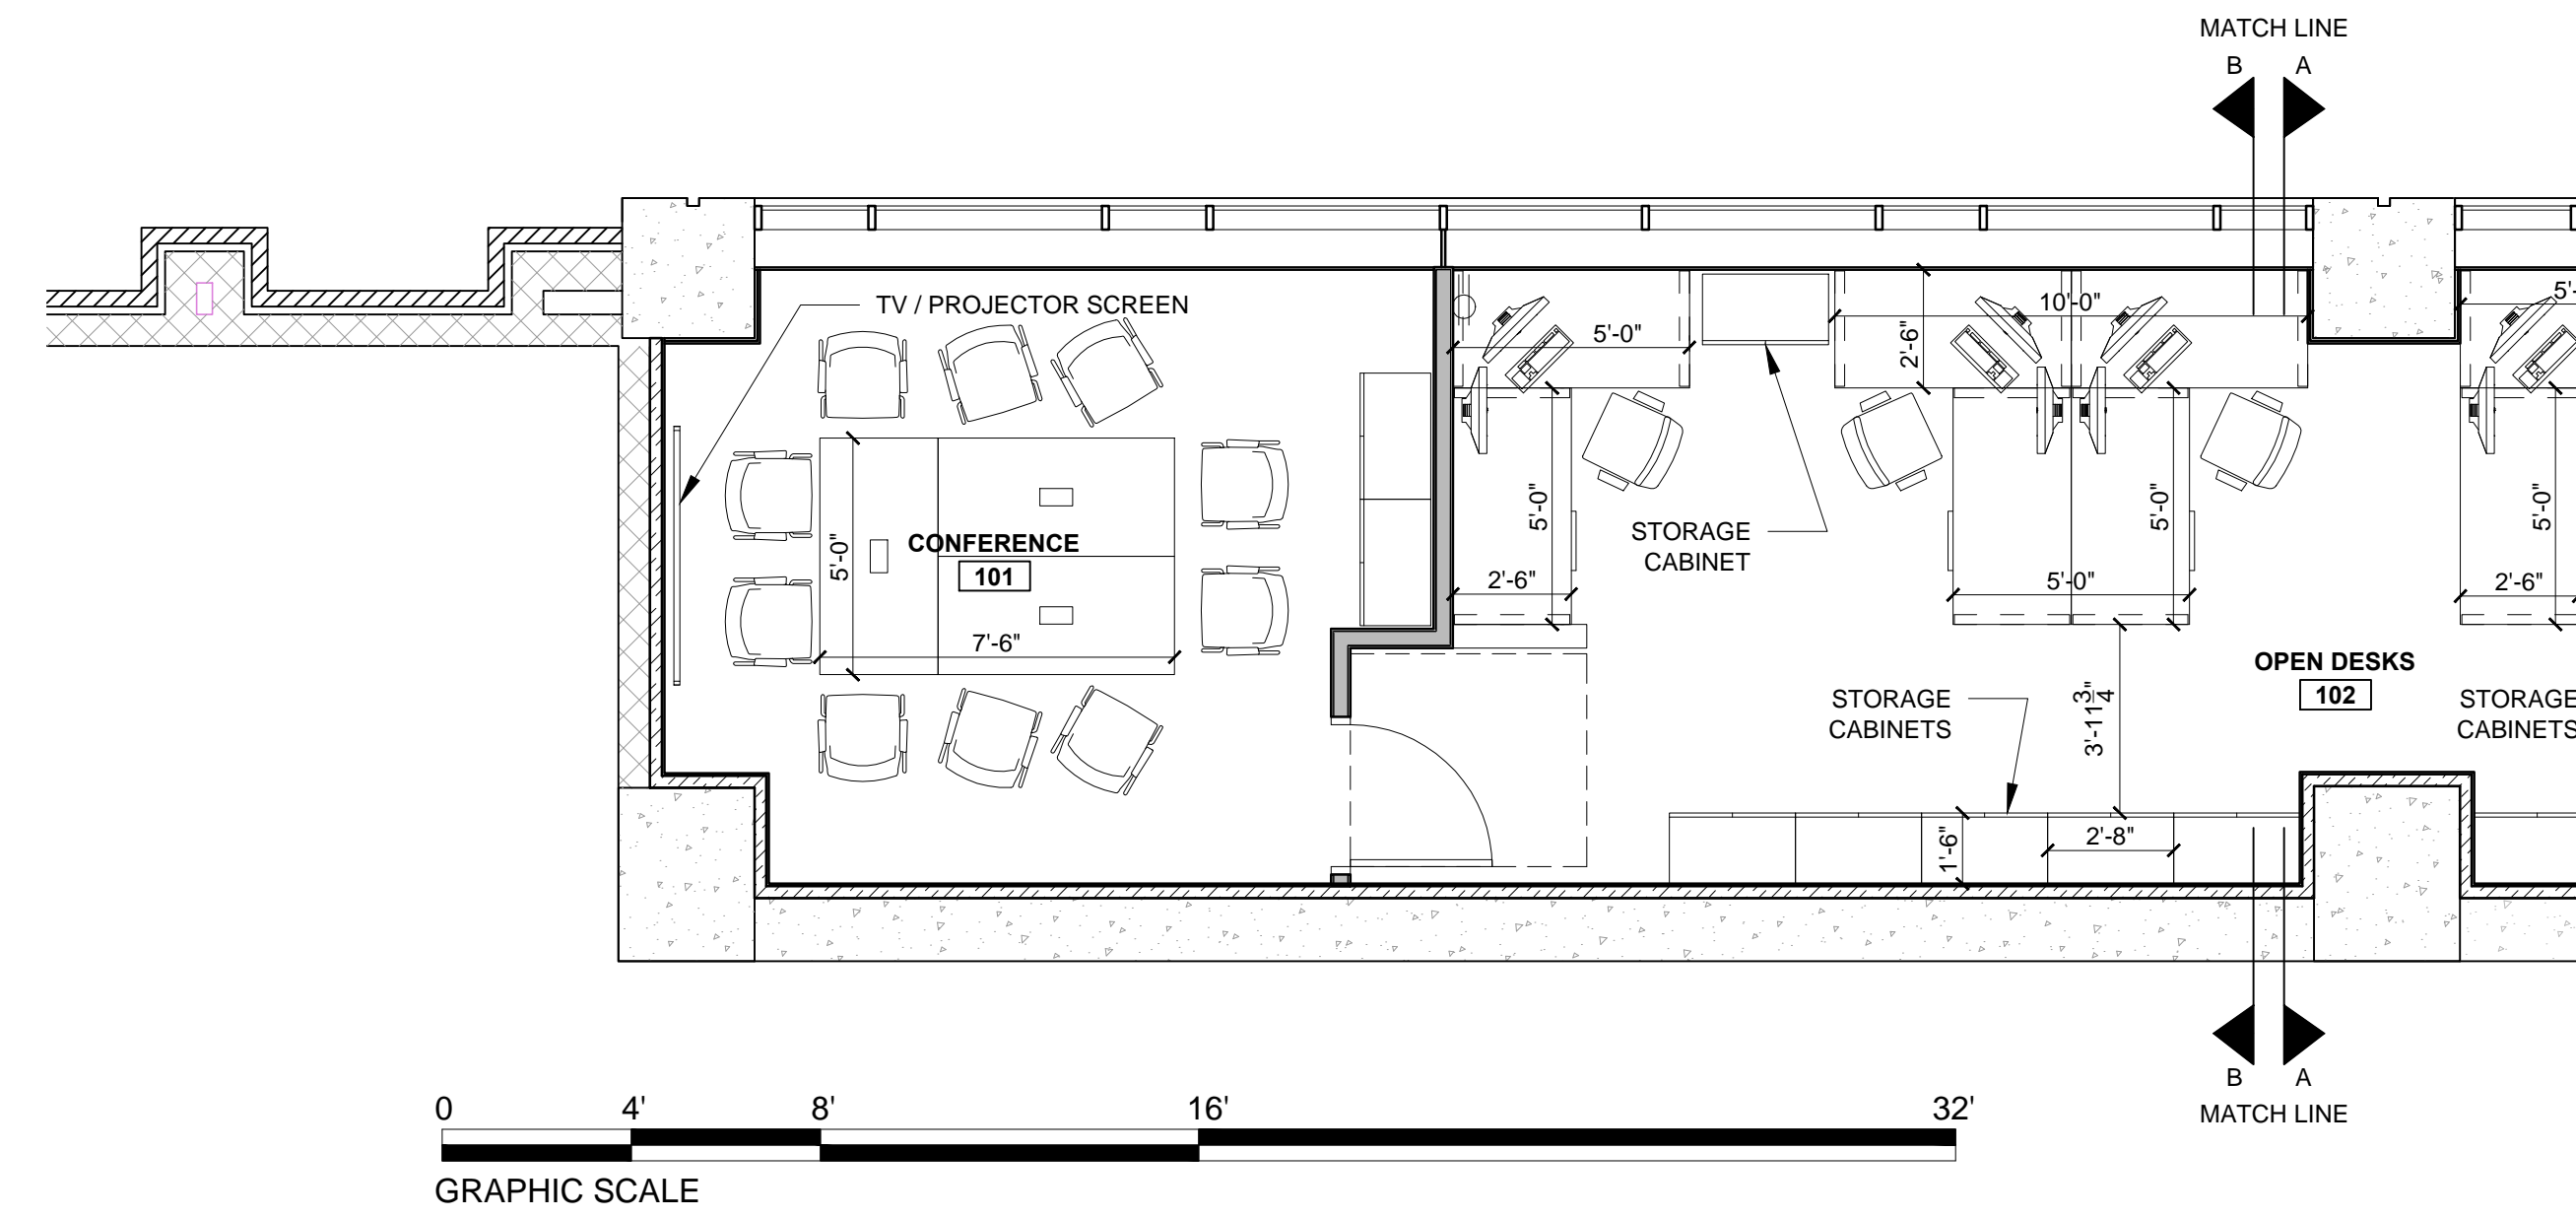 MATCH LINE
B A
TV / PROJECTOR SCREEN
5'-0"
10'-0"
2'-6"
5'-
CONFERENCE
101
5'-0"
7'-6"
STORAGE
CABINET
5'-0"
2'-6"
5'-0"
5'-0"
5'-0"
2'-6"
OPEN DESKS
102
STORAGE
CABINETS
3'-11 3/4"
STORAGE
CABINETS
1'-6"
2'-8"
B A
MATCH LINE
0 4' 8' 16' 32'
GRAPHIC SCALE